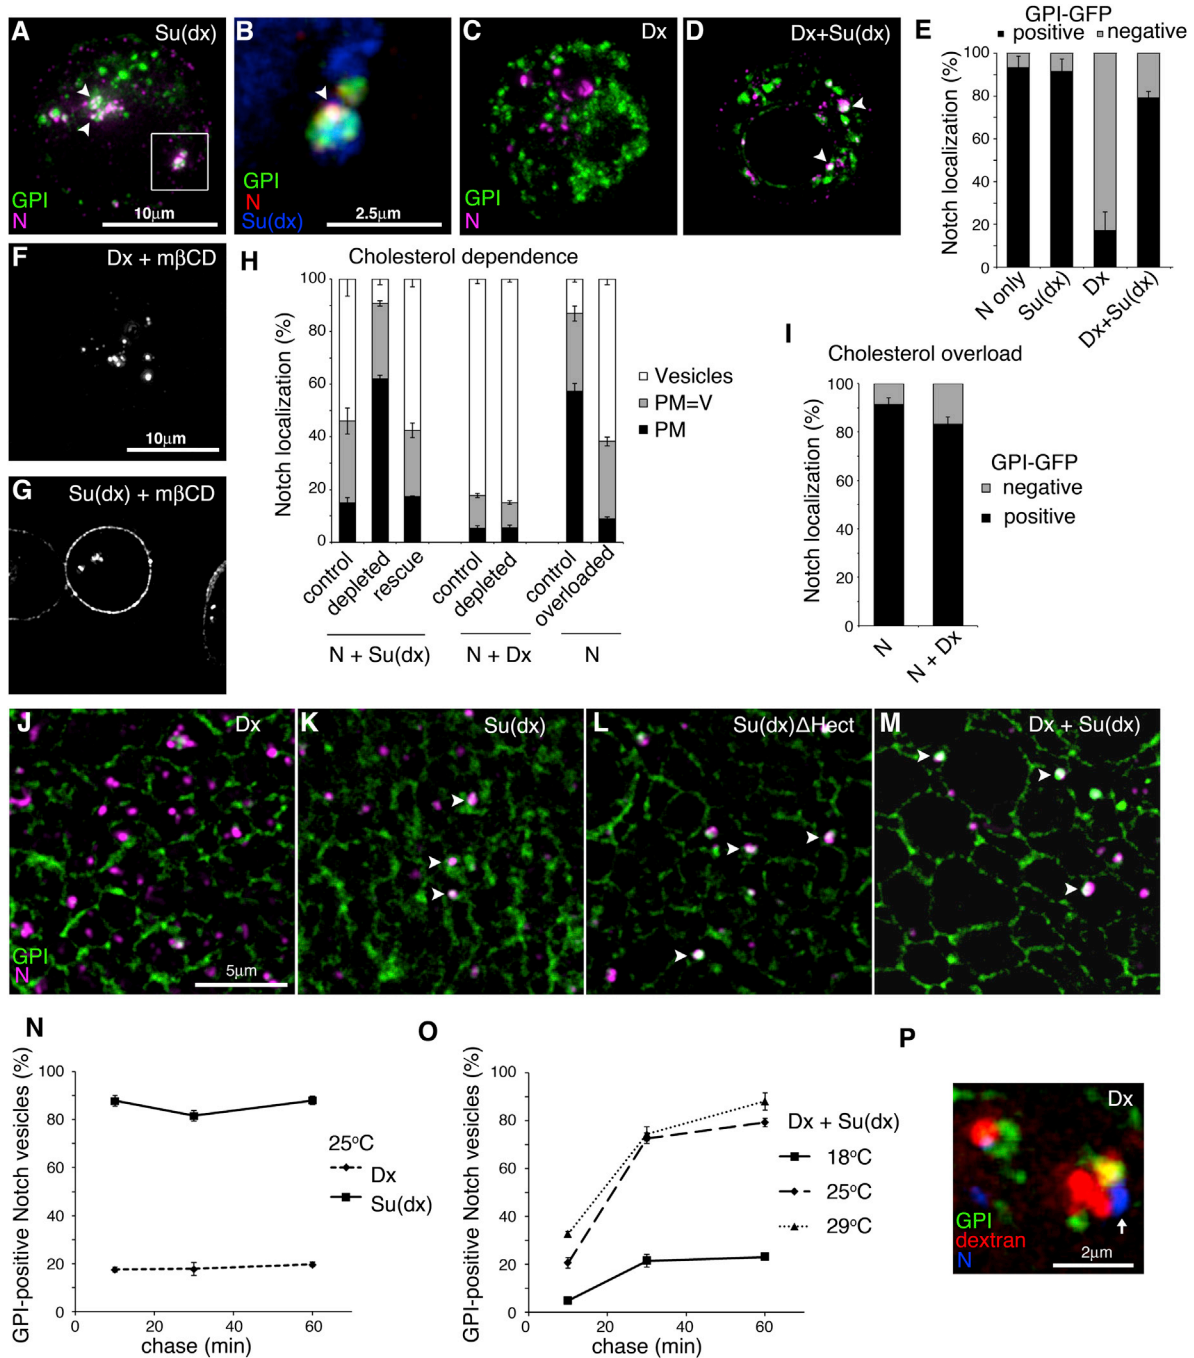 A
Su(dx)
GPI
N
10μm
B
GPI
N
Su(dx)
2.5μm
C
Dx
GPI
N
D
Dx+Su(dx)
E
GPI-GFP
positive negative
Notch localization (%)
100
80
60
40
20
0
N only
Su(dx)
Dx
Dx+Su(dx)
F
Dx + mβCD
10μm
G
Su(dx) + mβCD
H
Cholesterol dependence
Notch localization (%)
100
80
60
40
20
0
Vesicles
PM=V
PM
control
depleted
rescue
control
depleted
control
overloaded
N + Su(dx)
N + Dx
N
I
Cholesterol overload
Notch localization (%)
100
80
60
40
20
0
GPI-GFP
negative
positive
N
N + Dx
J
Dx
GPI
N
5μm
K
Su(dx)
L
Su(dx)ΔHect
M
Dx + Su(dx)
N
GPI-positive Notch vesicles (%)
100
80
60
40
20
0
0 20 40 60
chase (min)
25°C
Dx
Su(dx)
O
GPI-positive Notch vesicles (%)
100
80
60
40
20
0
0 20 40 60
chase (min)
Dx + Su(dx)
18°C
25°C
29°C
P
Dx
GPI
dextran
N
2μm